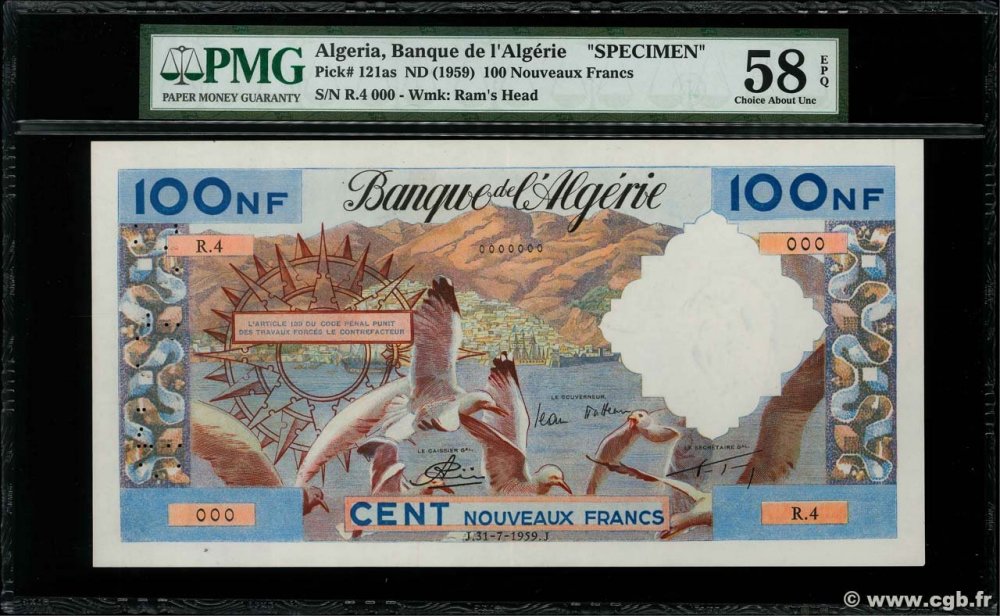 PMG
PAPER MONEY GUARANTY
Algeria, Banque de l'Algérie "SPECIMEN"
Pick# 121as ND (1959) 100 Nouveaux Francs
S/N R.4 000 - Wmk: Ram's Head
58
EPQ
Choice About Unc
100NF
Banque de l'Algérie
100NF
R.4
0000000
000
L'ARTICLE 139 DU CODE PÉNAL PUNIT
DES TRAVAUX FORCÉS LE CONTREFACTEUR
LE GOUVERNEUR,
LE CAISSIER GAL
LE SECRÉTAIRE GAL
000
CENT NOUVEAUX FRANCS
R.4
J.31-7-1959.J
© www.cgb.fr